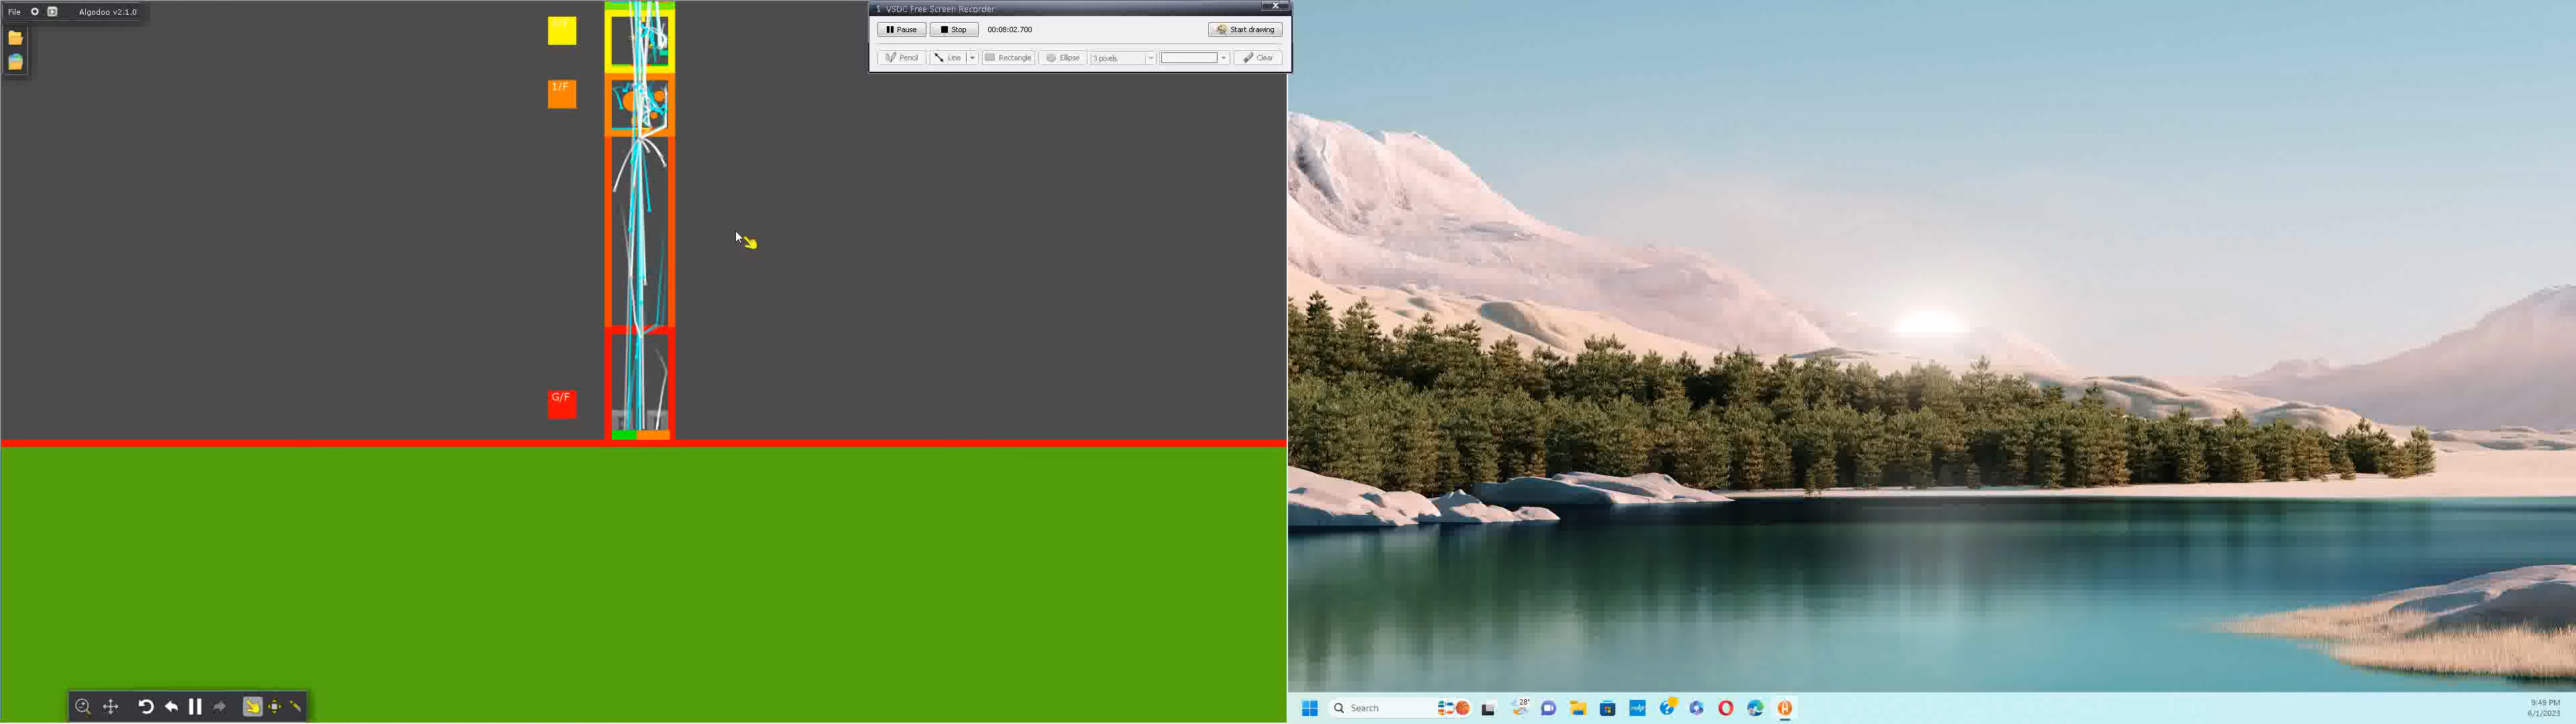 File
Algodoo v2.1.0
VSDC Free Screen Recorder
Pause
Stop
00:08:02.700
Start drawing
Pencil
Line
Rectangle
Ellipse
3 pixels
Clear
1/F
G/F
Search
28°
9:49 PM
6/1/2023